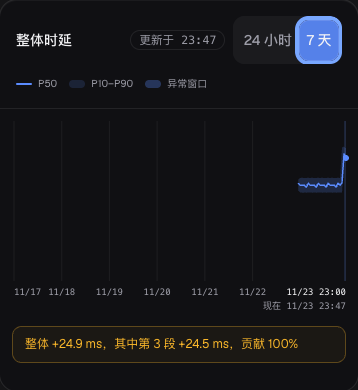 整体时延
更新于 23:47
24 小时
7 天
P50
P10–P90
异常窗口
11/17 11/18 11/19 11/20 11/21 11/22 11/23 23:00
现在 11/23 23:47
整体 +24.9 ms，其中第 3 段 +24.5 ms，贡献 100%